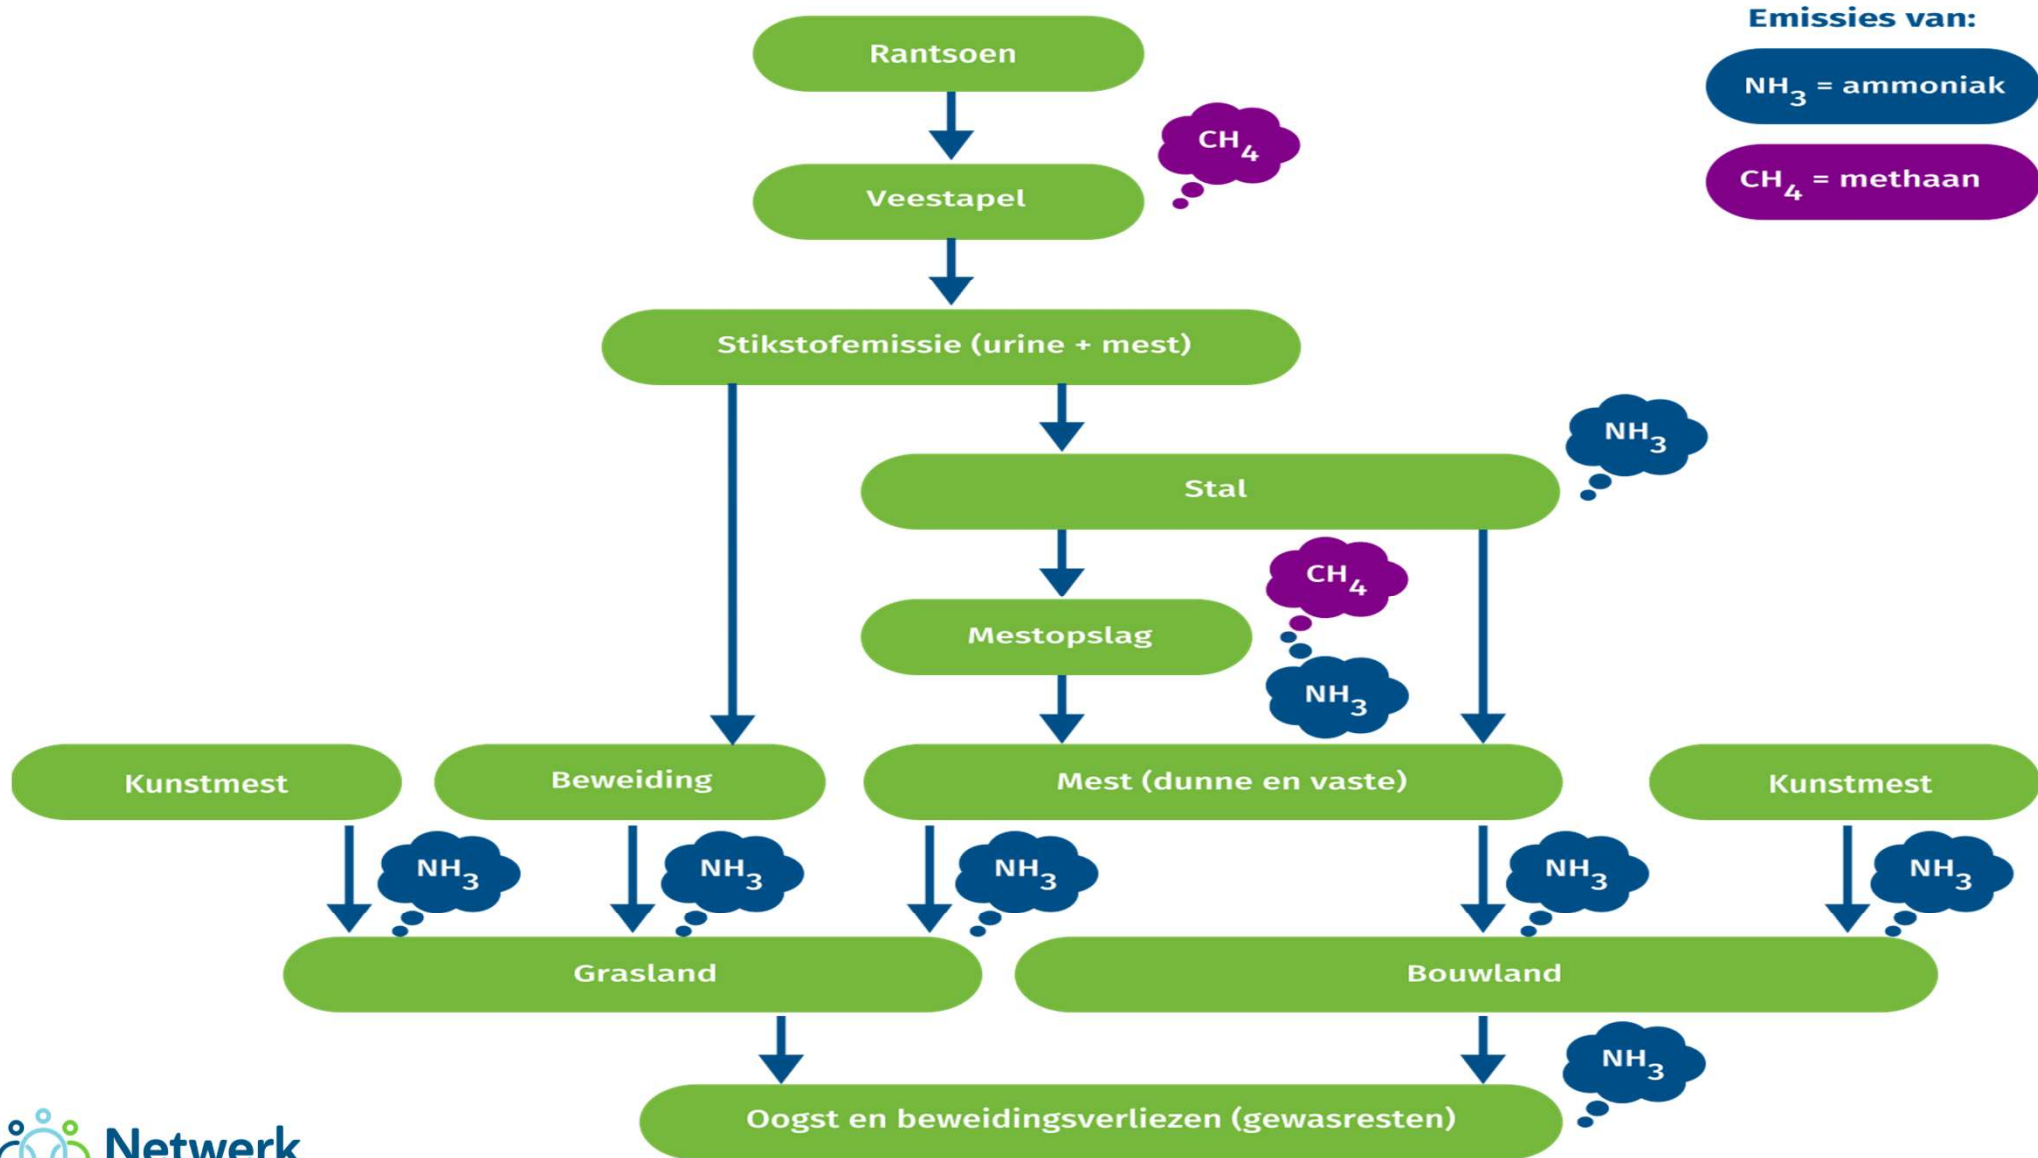 Emissies van:
NH3 = ammoniak
CH4 = methaan
Rantsoen
CH4
Veestapel
Stikstofemissie (urine + mest)
NH3
Stal
CH4
Mestopslag
NH3
Kunstmest
Beweiding
Mest (dunne en vaste)
Kunstmest
NH3
NH3
NH3
NH3
NH3
Grasland
Bouwland
NH3
Oogst en beweidingsverliezen (gewasresten)
Netwerk